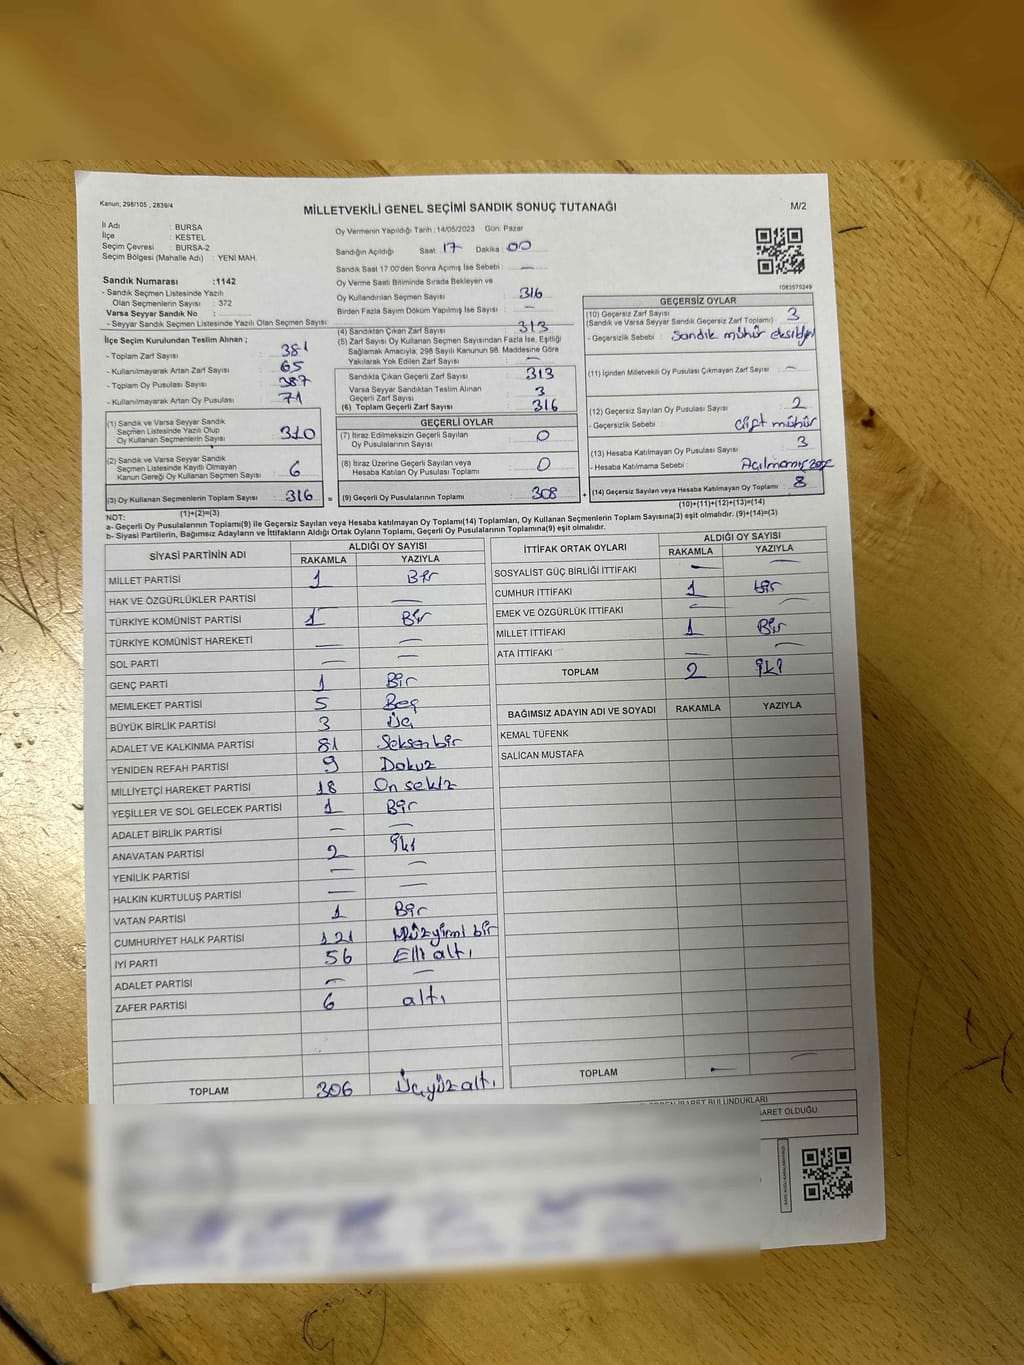 Kanun; 298/105 , 2839/4
MİLLETVEKİLİ GENEL SEÇİMİ SANDIK SONUÇ TUTANAĞI
M/2
İl Adı : BURSA
İlçe : KESTEL
Seçim Çevresi : BURSA-2
Seçim Bölgesi (Mahalle Adı) : YENİ MAH.
Sandık Numarası :1142
- Sandık Seçmen Listesinde Yazılı
Olan Seçmenlerin Sayısı : 372
Varsa Seyyar Sandık No :
- Seyyar Sandık Seçmen Listesinde Yazılı Olan Seçmen Sayısı :
İlçe Seçim Kurulundan Teslim Alınan ;
- Toplam Zarf Sayısı : 381
- Kullanılmayarak Artan Zarf Sayısı : 65
- Toplam Oy Pusulası Sayısı : 387
- Kullanılmayarak Artan Oy Pusulası : 71
(1) Sandık ve Varsa Seyyar Sandık
Seçmen Listesinde Yazılı Olup
Oy Kullanan Seçmenlerin Sayısı : 310
(2) Sandık ve Varsa Seyyar Sandık
Seçmen Listesinde Kayıtlı Olmayan
Kanun Gereği Oy Kullanan Seçmen Sayısı : 6
(3) Oy Kullanan Seçmenlerin Toplam Sayısı : 316 =
(1)+(2)=(3)
Oy Vermenin Yapıldığı Tarih :14/05/2023 Gün: Pazar
Sandığın Açıldığı Saat: 17 Dakika : 00
Sandık Saat 17:00'den Sonra Açımış İse Sebebi : —
Oy Verme Saati Bitiminde Sırada Bekleyen ve
Oy Kullandırılan Seçmen Sayısı : 316
Birden Fazla Sayım Döküm Yapılmış İse Sayısı : —
(4) Sandıktan Çıkan Zarf Sayısı : 313
(5) Zarf Sayısı Oy Kullanan Seçmen Sayısından Fazla İse, Eşitliği
Sağlamak Amacıyla; 298 Sayılı Kanunun 98. Maddesine Göre
Yakılarak Yok Edilen Zarf Sayısı : —
Sandıkta Çıkan Geçerli Zarf Sayısı : 313
Varsa Seyyar Sandıktan Teslim Alınan
Geçerli Zarf Sayısı : 3
(6) Toplam Geçerli Zarf Sayısı : 316
GEÇERLİ OYLAR
(7) İtiraz Edilmeksizin Geçerli Sayılan
Oy Pusulalarının Sayısı : 0
(8) İtiraz Üzerine Geçerli Sayılan veya
Hesaba Katılan Oy Pusulası Toplamı : 0
(9) Geçerli Oy Pusulalarının Toplamı : 308 +
1083575249
GEÇERSİZ OYLAR
(10) Geçersiz Zarf Sayısı : 3
(Sandık ve Varsa Seyyar Sandık Geçersiz Zarf Toplamı)
- Geçersizlik Sebebi : Sandık mühür eksikliği
(11) İçinden Milletvekili Oy Pusulası Çıkmayan Zarf Sayısı : —
(12) Geçersiz Sayılan Oy Pusulası Sayısı : 2
- Geçersizlik Sebebi : çift mühür
(13) Hesaba Katılmayan Oy Pusulası Sayısı : 3
- Hesaba Katılmama Sebebi : Açılmamış
(14) Geçersiz Sayılan veya Hesaba Katılmayan Oy Toplamı : 8
(10)+(11)+(12)+(13)=(14)
NOT:
a- Geçerli Oy Pusulalarının Toplamı(9) ile Geçersiz Sayılan veya Hesaba katılmayan Oy Toplamı(14) Toplamları, Oy Kullanan Seçmenlerin Toplam Sayısına(3) eşit olmalıdır. (9)+(14)=(3)
b- Siyasi Partilerin, Bağımsız Adayların ve İttifakların Aldığı Ortak Oyların Toplamı, Geçerli Oy Pusulalarının Toplamına(9) eşit olmalıdır.
SİYASİ PARTİNİN ADI ALDIĞI OY SAYISI
RAKAMLA YAZIYLA
MİLLET PARTİSİ 1 Bir
HAK VE ÖZGÜRLÜKLER PARTİSİ —
TÜRKİYE KOMÜNİST PARTİSİ 1 Bir
TÜRKİYE KOMÜNİST HAREKETİ — —
SOL PARTİ — —
GENÇ PARTİ 1 Bir
MEMLEKET PARTİSİ 5 Beş
BÜYÜK BİRLİK PARTİSİ 3 Üç
ADALET VE KALKINMA PARTİSİ 81 Seksen bir
YENİDEN REFAH PARTİSİ 9 Dokuz
MİLLİYETÇİ HAREKET PARTİSİ 18 On sekiz
YEŞİLLER VE SOL GELECEK PARTİSİ 1 Bir
ADALET BİRLİK PARTİSİ — —
ANAVATAN PARTİSİ 2 İki
YENİLİK PARTİSİ — —
HALKIN KURTULUŞ PARTİSİ — —
VATAN PARTİSİ 1 Bir
CUMHURİYET HALK PARTİSİ 121 Yüzyirmi bir
İYİ PARTİ 56 Elli altı
ADALET PARTİSİ — —
ZAFER PARTİSİ 6 altı
TOPLAM 306 Üçyüzaltı
İTTİFAK ORTAK OYLARI ALDIĞI OY SAYISI
RAKAMLA YAZIYLA
SOSYALİST GÜÇ BİRLİĞİ İTTİFAKI — —
CUMHUR İTTİFAKI 1 bir
EMEK VE ÖZGÜRLÜK İTTİFAKI — —
MİLLET İTTİFAKI 1 Bir
ATA İTTİFAKI — —
TOPLAM 2 İki
BAĞIMSIZ ADAYIN ADI VE SOYADI RAKAMLA YAZIYLA
KEMAL TÜFENK
SALİCAN MUSTAFA
TOPLAM — —
BULUNDUKLARI
OLDUĞU